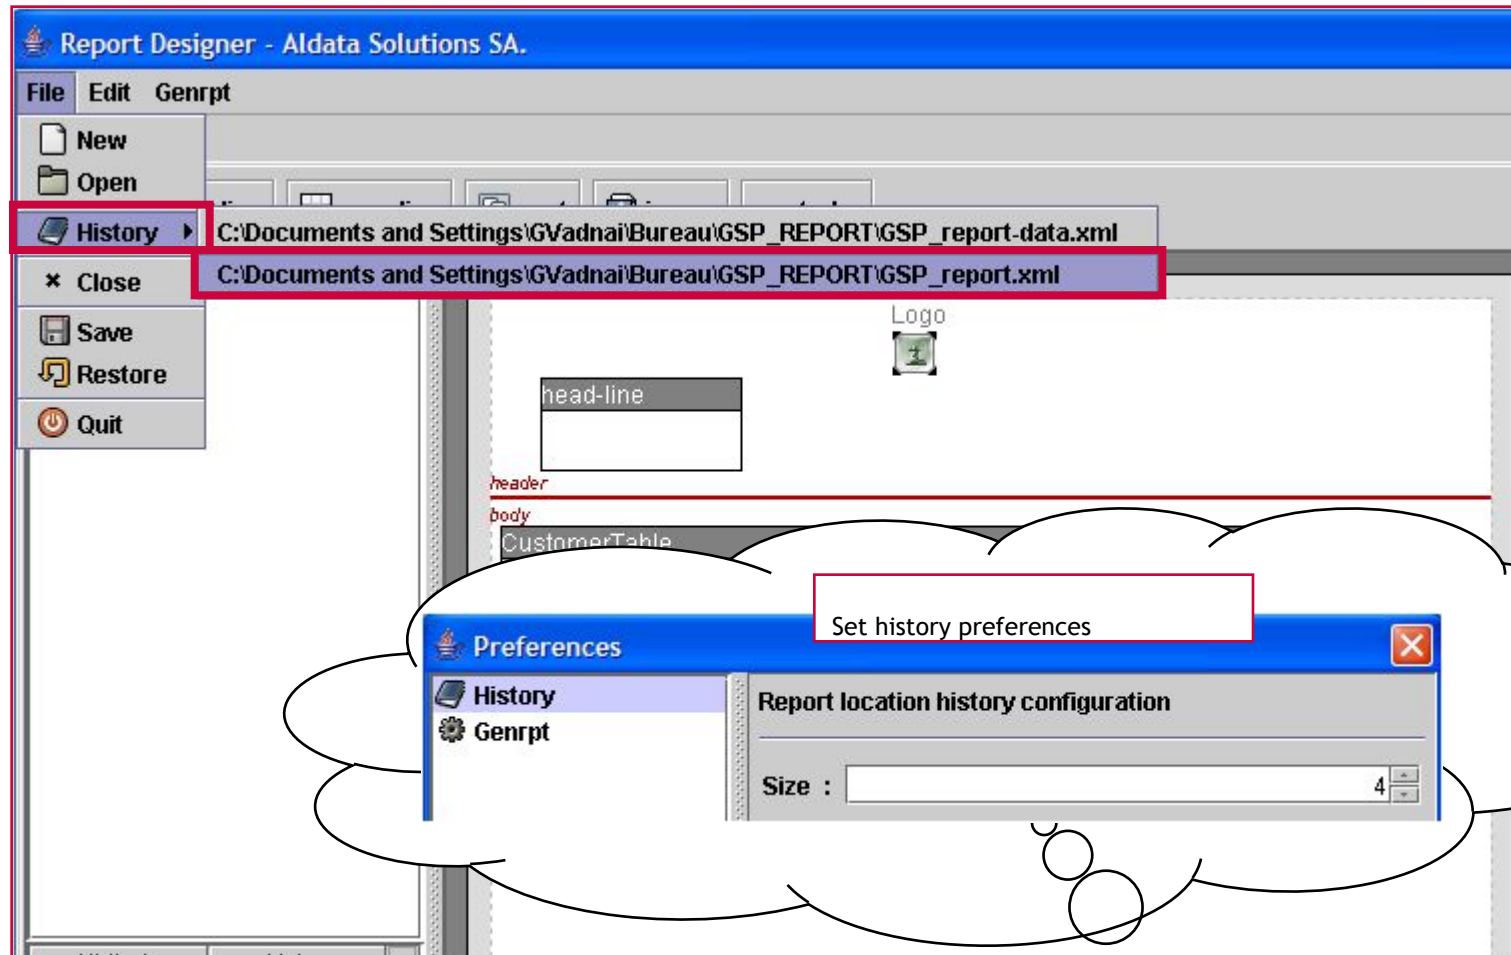 Report Designer - Aldata Solutions SA.
File Edit Genrpt
New
Open
History
C:\Documents and Settings\GVadnai\Bureau\GSP_REPORT\GSP_report-data.xml
C:\Documents and Settings\GVadnai\Bureau\GSP_REPORT\GSP_report.xml
Close
Save
Restore
Quit
Logo
head-line
header
body
CustomerTable
Set history preferences
Preferences
History
Genrpt
Report location history configuration
Size : 4